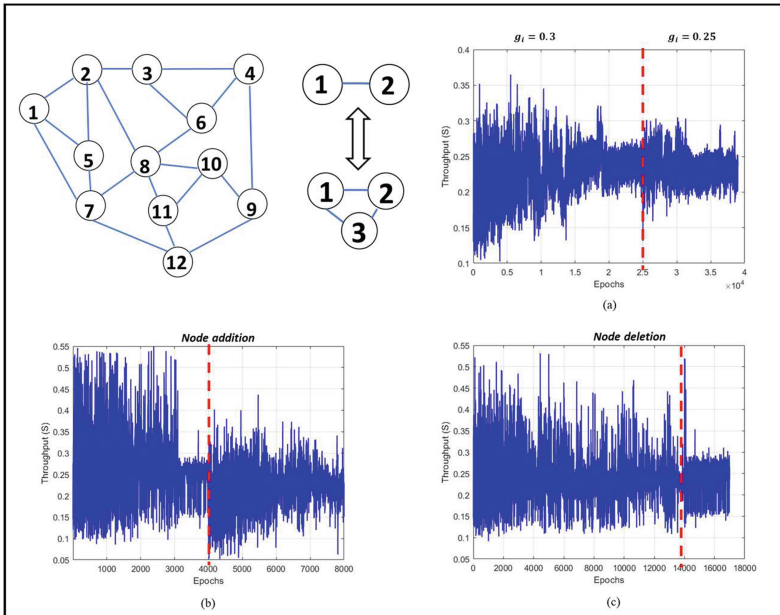 2 3 4
1
6
5 8 10
7 11 9
12
1 2
1 2
3
g_i = 0.3 g_i = 0.25
0.4
0.35
0.3
0.25
0.2
0.15
0.1
Throughput (S)
0 0.5 1 1.5 2 2.5 3 3.5 4
Epochs
×10^4
(a)
Node addition
0.55
0.5
0.45
0.4
0.35
0.3
0.25
0.2
0.15
0.1
0.05
Throughput (S)
0 1000 2000 3000 4000 5000 6000 7000 8000
Epochs
(b)
Node deletion
0.55
0.5
0.45
0.4
0.35
0.3
0.25
0.2
0.15
0.1
0.05
Throughput (S)
0 2000 4000 6000 8000 10000 12000 14000 16000 18000
Epochs
(c)